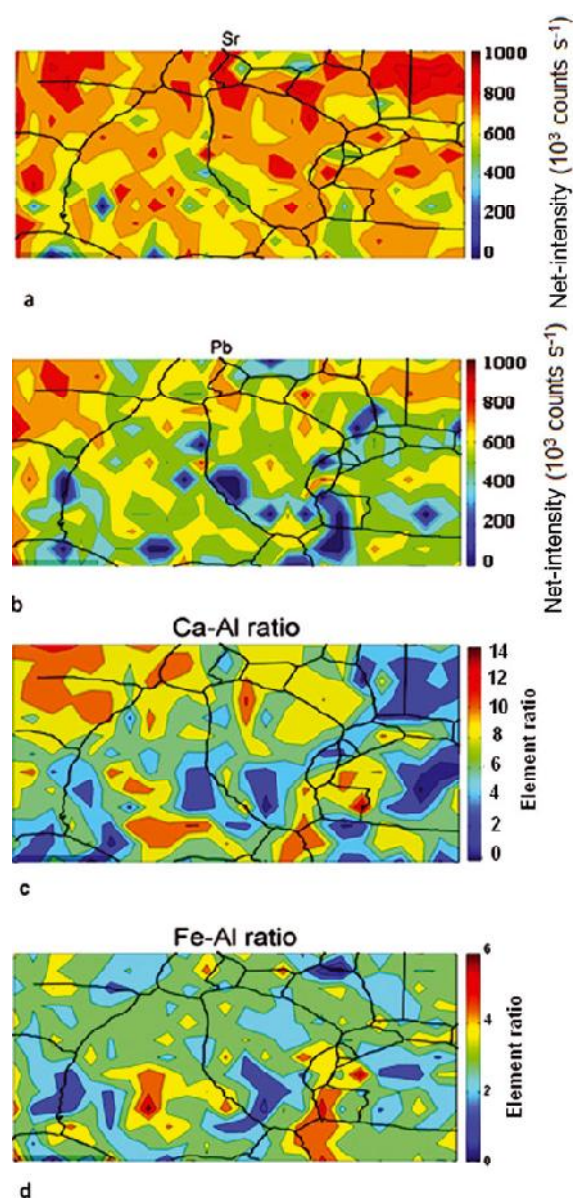 Sr
1000
800
600
400
200
0
Net-intensity (10³ counts s⁻¹)
a
Pb
1000
800
600
400
200
0
Net-intensity (10³ counts s⁻¹)
b
Ca-Al ratio
14
12
10
8
6
4
2
0
Element ratio
c
Fe-Al ratio
6
4
2
0
Element ratio
d